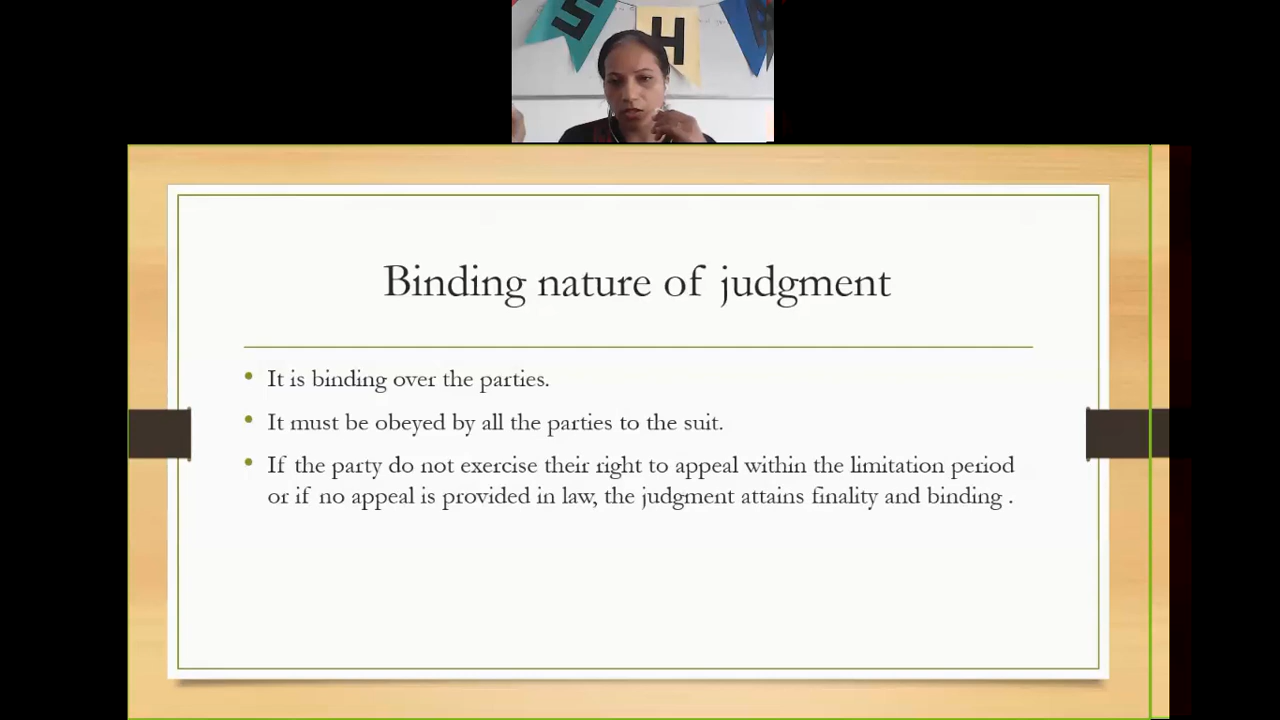 S H
Binding nature of judgment
• It is binding over the parties.
• It must be obeyed by all the parties to the suit.
• If the party do not exercise their right to appeal within the limitation period
or if no appeal is provided in law, the judgment attains finality and binding .